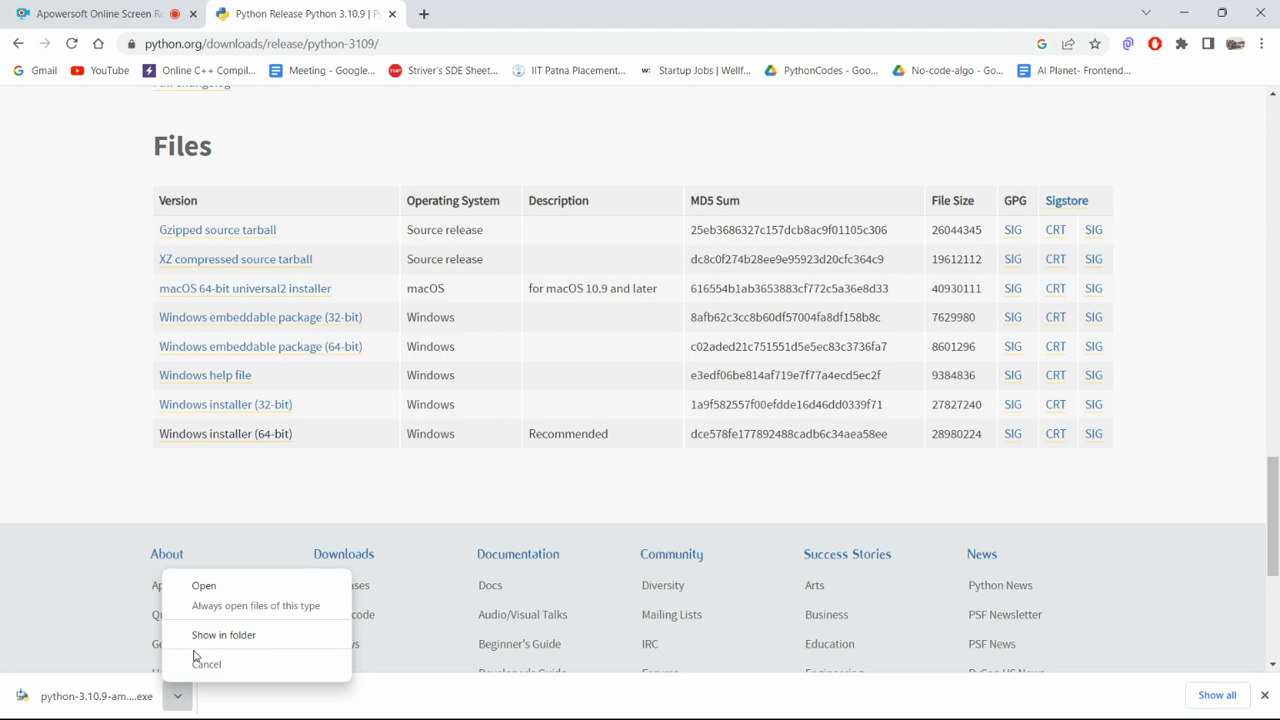 Apowersoft Online Screen Re
Python Release Python 3.10.9 | Py
python.org/downloads/release/python-3109/
Gmail
YouTube
Online C++ Compil...
Meeting - Google...
Striver's SDE Sheet...
IIT Patna Placement...
Startup Jobs | Wellf...
PythonCodes - Goo...
No-code-algo - Go...
AI Planet- Frontend...
Full Changelog
Files
Version Operating System Description MD5 Sum File Size GPG Sigstore
Gzipped source tarball Source release 25eb3686327c157dcb8ac9f01105c306 26044345 SIG CRT SIG
XZ compressed source tarball Source release dc8c0f274b28ee9e95923d20cfc364c9 19612112 SIG CRT SIG
macOS 64-bit universal2 installer macOS for macOS 10.9 and later 616554b1ab3653883cf772c5a36e8d33 40930111 SIG CRT SIG
Windows embeddable package (32-bit) Windows 8afb62c3cc8b60df57004fa8df158b8c 7629980 SIG CRT SIG
Windows embeddable package (64-bit) Windows c02aded21c751551d5e5ec83c3736fa7 8601296 SIG CRT SIG
Windows help file Windows e3edf06be814af719e7f77a4ecd5ec2f 9384836 SIG CRT SIG
Windows installer (32-bit) Windows 1a9f582557f00efdde16d46dd0339f71 27827240 SIG CRT SIG
Windows installer (64-bit) Windows Recommended dce578fe177892488cadb6c34aea58ee 28980224 SIG CRT SIG
About Downloads Documentation Community Success Stories News
Open
Docs Diversity Arts Python News
Always open files of this type
Audio/Visual Talks Mailing Lists Business PSF Newsletter
Show in folder
Beginner's Guide IRC Education PSF News
Cancel
python-3.10.9-am....exe
Show all